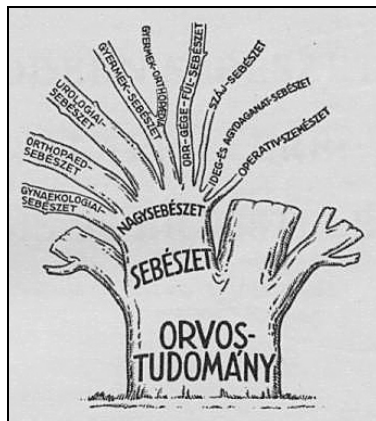 GYERMEK-ORTHOPEDIA
GYERMEK-SEBÉSZET
ORR-GÉGE-FÜL-SEBÉSZET
SZÁJ-SEBÉSZET
IDEG-ÉS AGYDAGANAT-SEBÉSZET
OPERATIV-SZEMÉSZET
UROLOGIAI-
SEBÉSZET
ORTHOPAED-
SEBÉSZET
GYNAEKOLOGIAI-
SEBÉSZET
NAGYSEBÉSZET
SEBÉSZET
ORVOS-
TUDOMÁNY